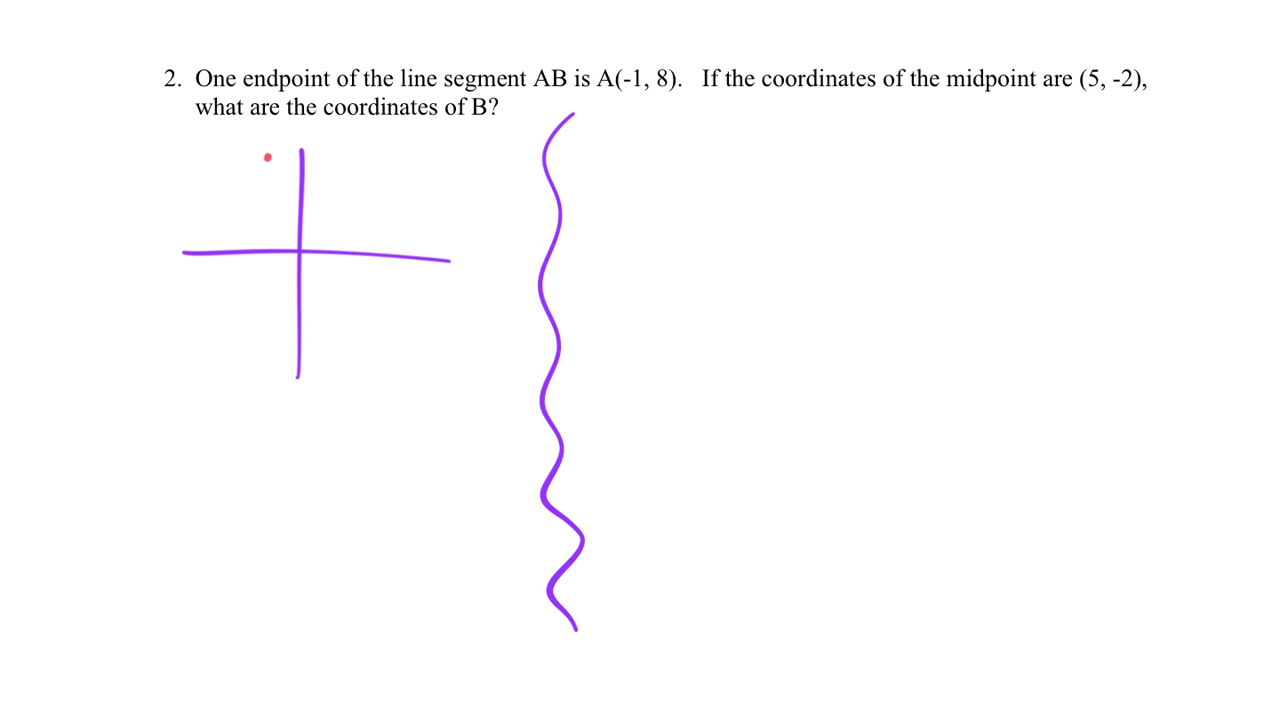 2. One endpoint of the line segment AB is A(-1, 8). If the coordinates of the midpoint are (5, -2),
what are the coordinates of B?